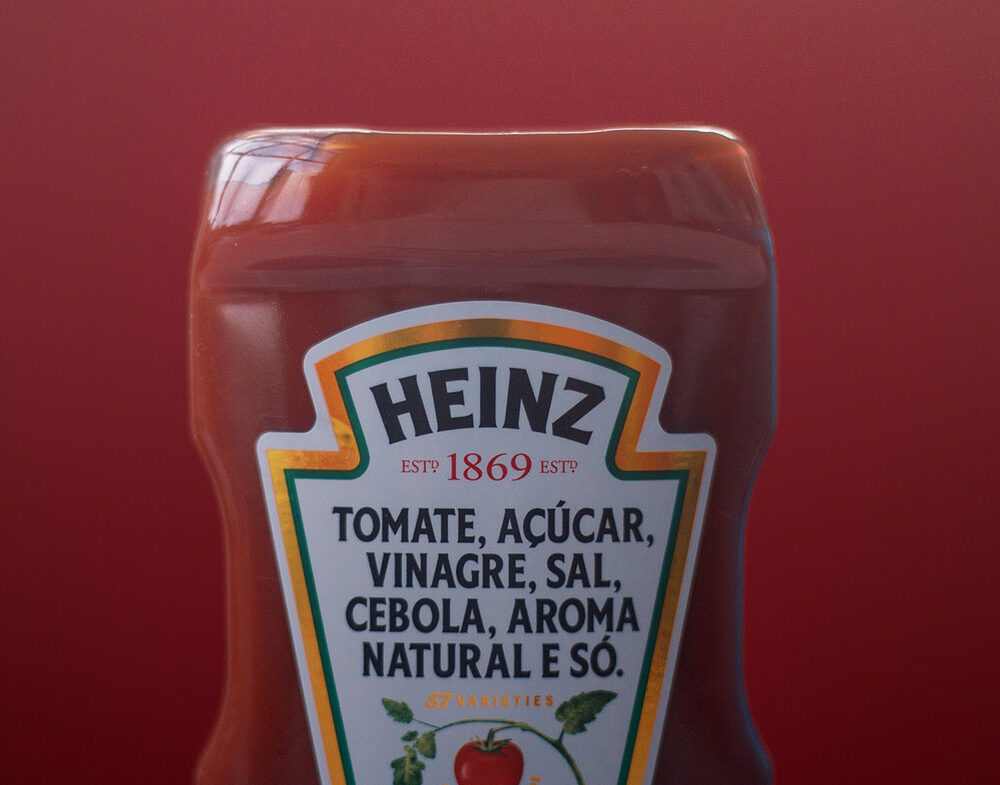 HEINZ
ESTD 1869 ESTD
TOMATE, AÇÚCAR,
VINAGRE, SAL,
CEBOLA, AROMA
NATURAL E SÓ.
57 VARIETIES